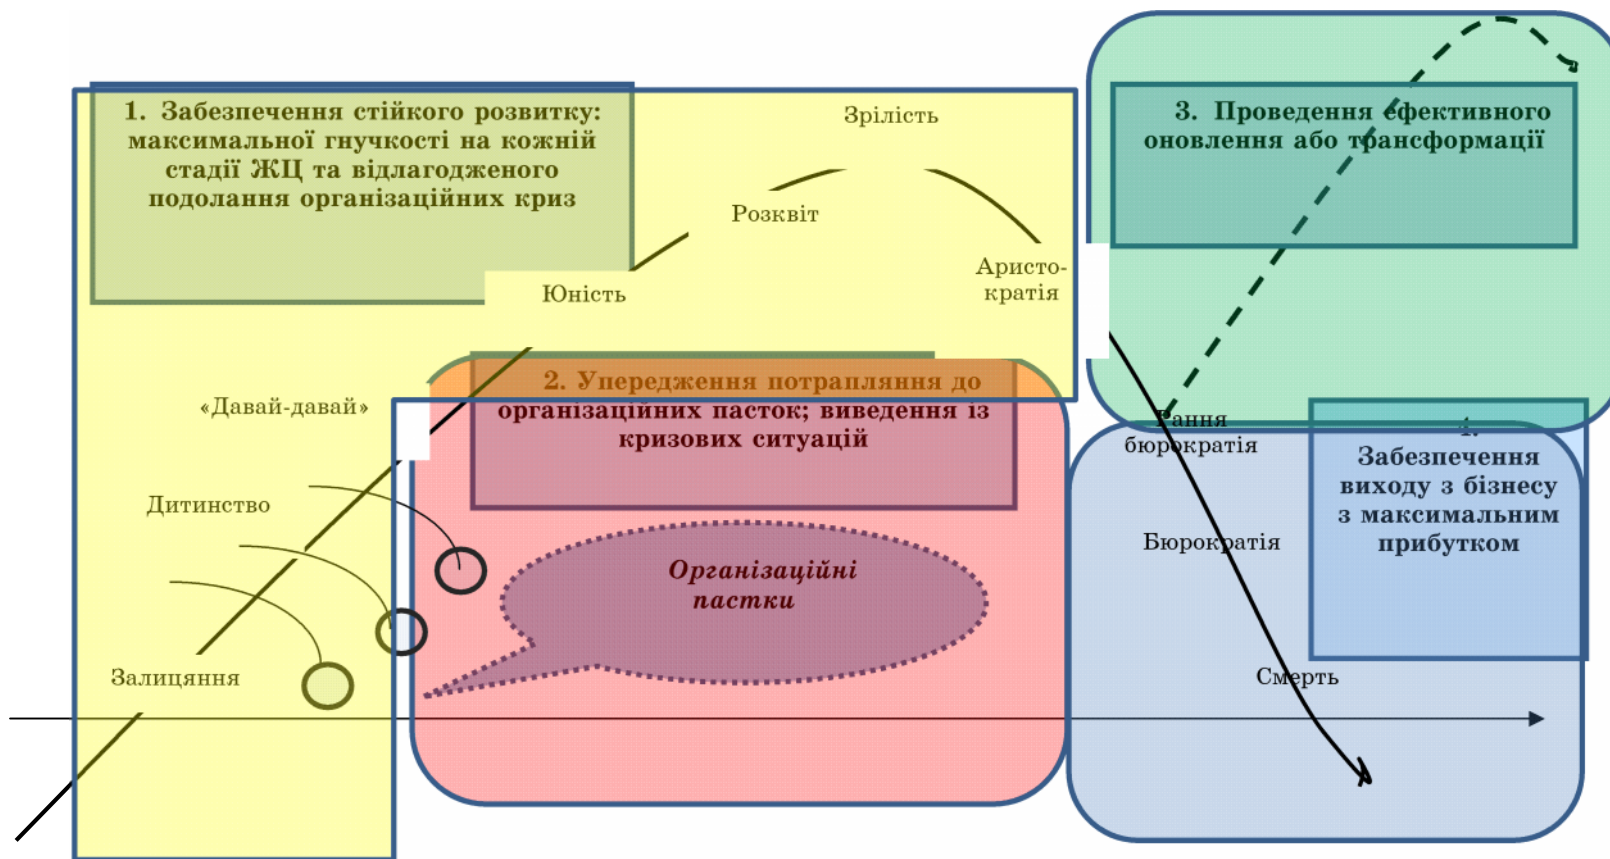 1. Забезпечення стійкого розвитку:
максимальної гнучкості на кожній
стадії ЖЦ та відлагодженого
подолання організаційних криз
Зрілість
Розквіт
Аристо-
кратія
Юність
«Давай-давай»
Дитинство
Залицяння
2. Упередження потрапляння до
організаційних пасток; виведення із
кризових ситуацій
Організаційні
пастки
3. Проведення ефективного
оновлення або трансформації
Рання
бюрократія
Бюрократія
Смерть
4.
Забезпечення
виходу з бізнесу
з максимальним
прибутком